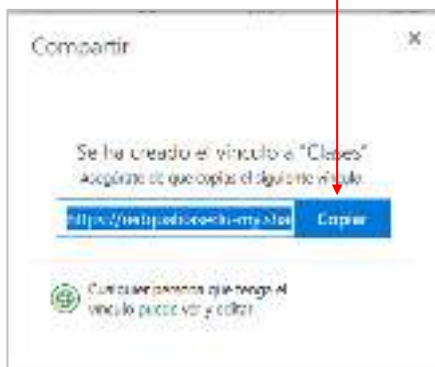 Compartir
Se ha creado el vínculo a "Clases"
Asegúrate de que copias el siguiente vínculo
Copiar
Cualquier persona que tenga el
vínculo puede ver y editar